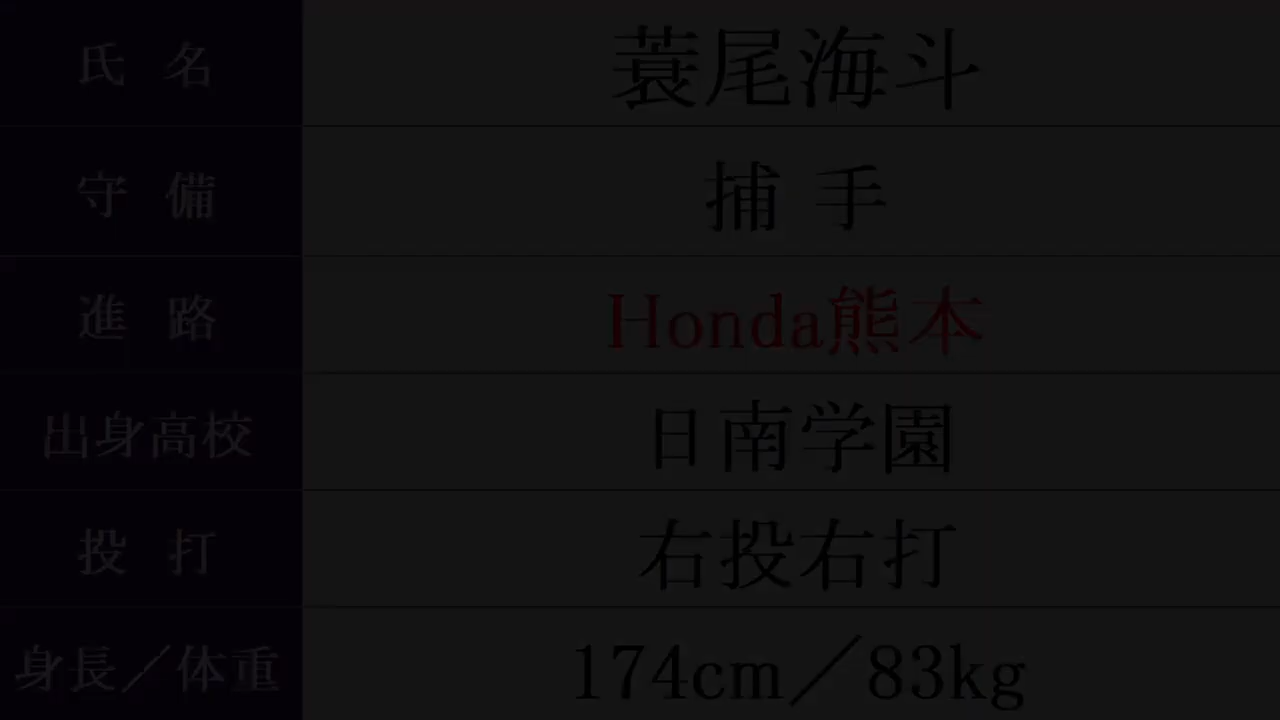 氏名 蓑尾海斗
守備 捕手
進路 Honda熊本
出身高校 日南学園
投打 右投右打
身長／体重 174cm／83kg